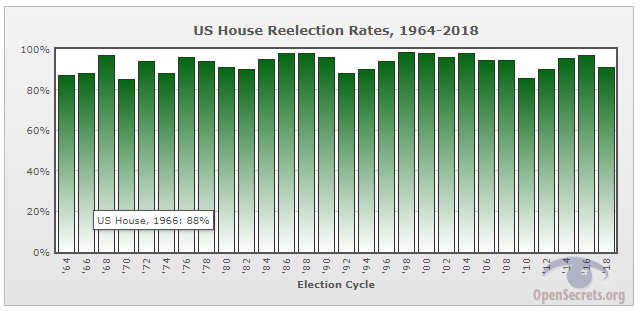 US House Reelection Rates, 1964-2018
100%
80%
60%
40%
20%
0%
US House, 1966: 88%
'64 '66 '68 '70 '72 '74 '76 '78 '80 '82 '84 '86 '88 '90 '92 '94 '96 '98 '00 '02 '04 '06 '08 '10 '12 '14 '16 '18
Election Cycle
OpenSecrets.org